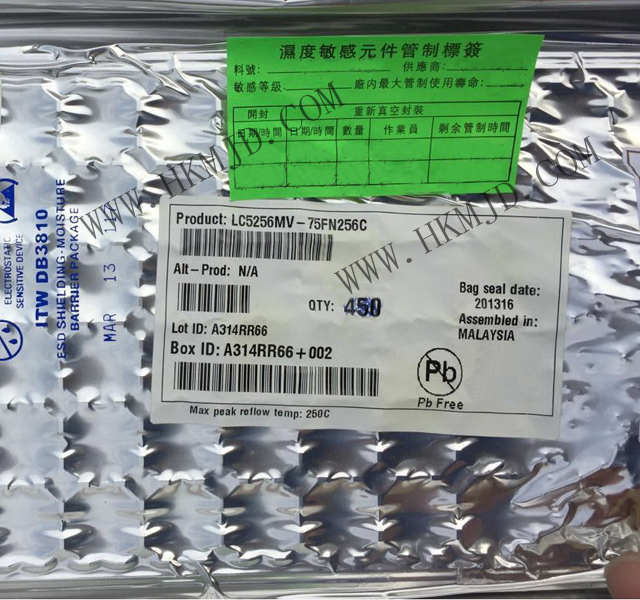 濕度敏感元件管制標簽
料號: 供應商:
敏感等級: 廠内最大管制使用壽命:
開封 重新真空封裝
日期/時間 日期/時間 數量 作業員 剩余管制時間
WWW.HKMJD.COM
WWW.HKMJD.COM
Product: LC5256MV-75FN256C
Alt-Prod: N/A
QTY: 450
Lot ID: A314RR66
Box ID: A314RR66+002
Bag seal date:
201316
Assembled in:
MALAYSIA
Pb
Pb Free
Max peak reflow temp: 250C
ELECTROSTATIC
SENSITIVE DEVICE
ITW DB3810
ESD SHIELDING - MOISTURE
BARRIER PACKAGE
MAR 13